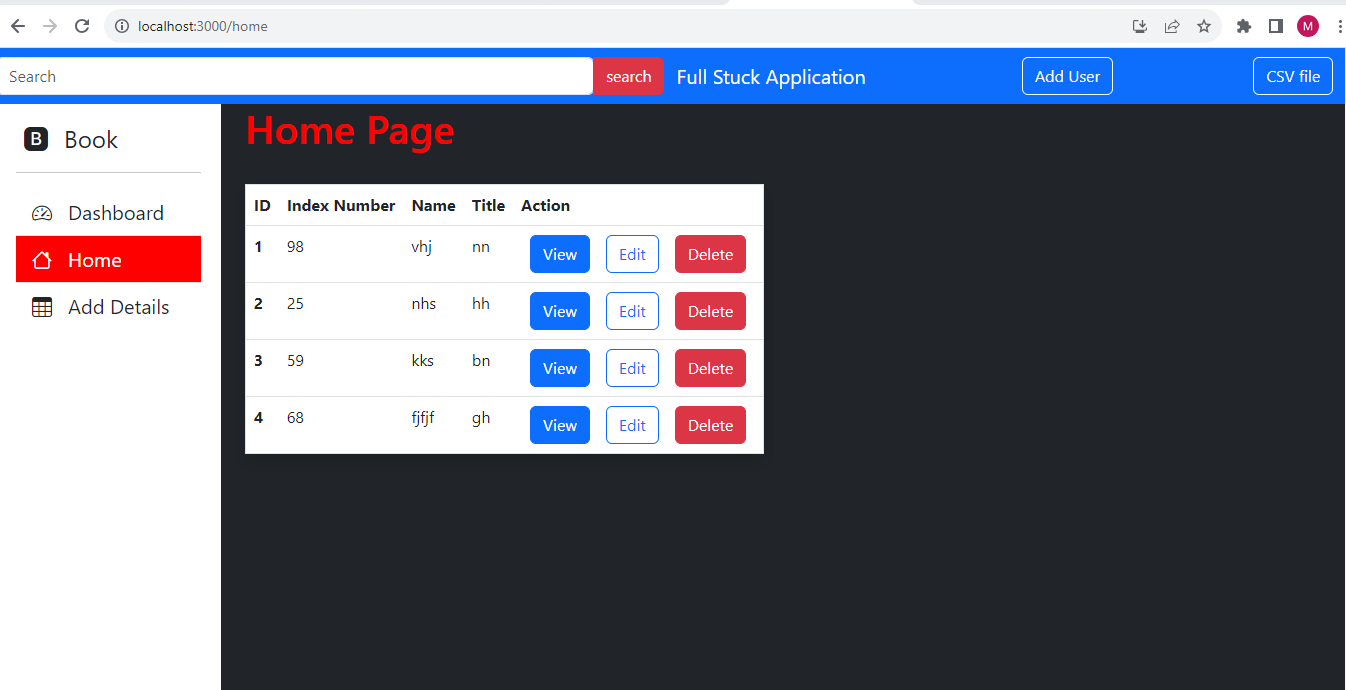 localhost:3000/home
M
Search search Full Stuck Application Add User CSV file
B Book
Dashboard
Home
Add Details
Home Page
ID Index Number Name Title Action
1 98 vhj nn View Edit Delete
2 25 nhs hh View Edit Delete
3 59 kks bn View Edit Delete
4 68 fjfjf gh View Edit Delete